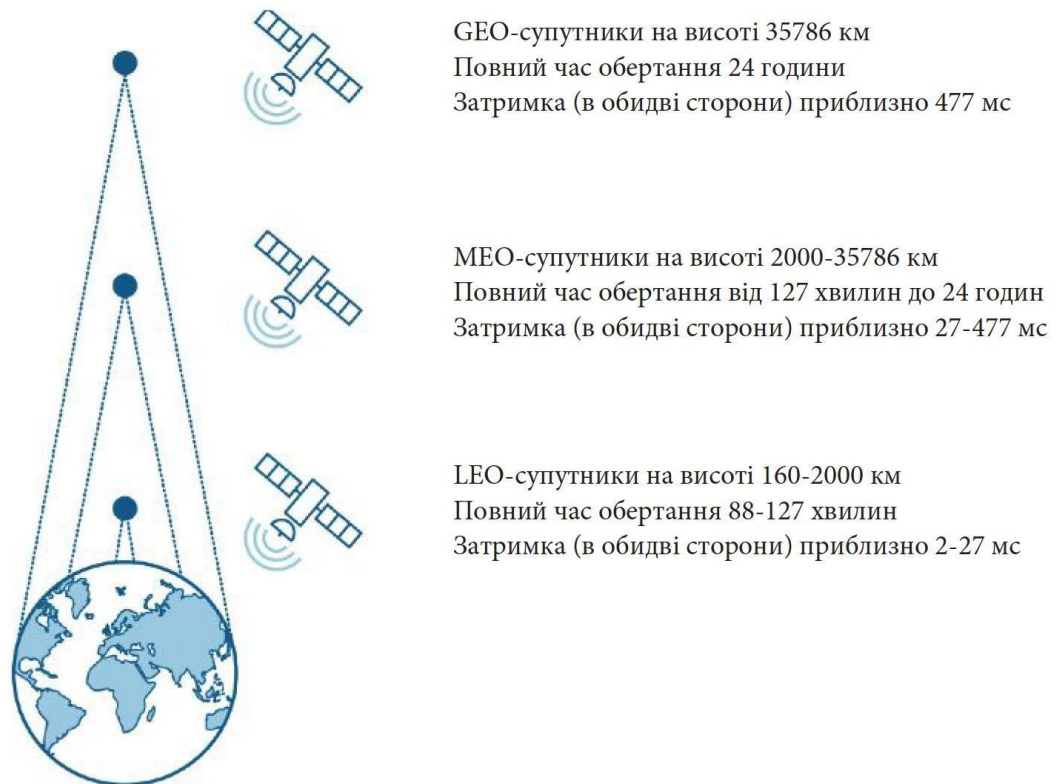 GEO-супутники на висоті 35786 км
Повний час обертання 24 години
Затримка (в обидві сторони) приблизно 477 мс
MEO-супутники на висоті 2000-35786 км
Повний час обертання від 127 хвилин до 24 годин
Затримка (в обидві сторони) приблизно 27-477 мс
LEO-супутники на висоті 160-2000 км
Повний час обертання 88-127 хвилин
Затримка (в обидві сторони) приблизно 2-27 мс